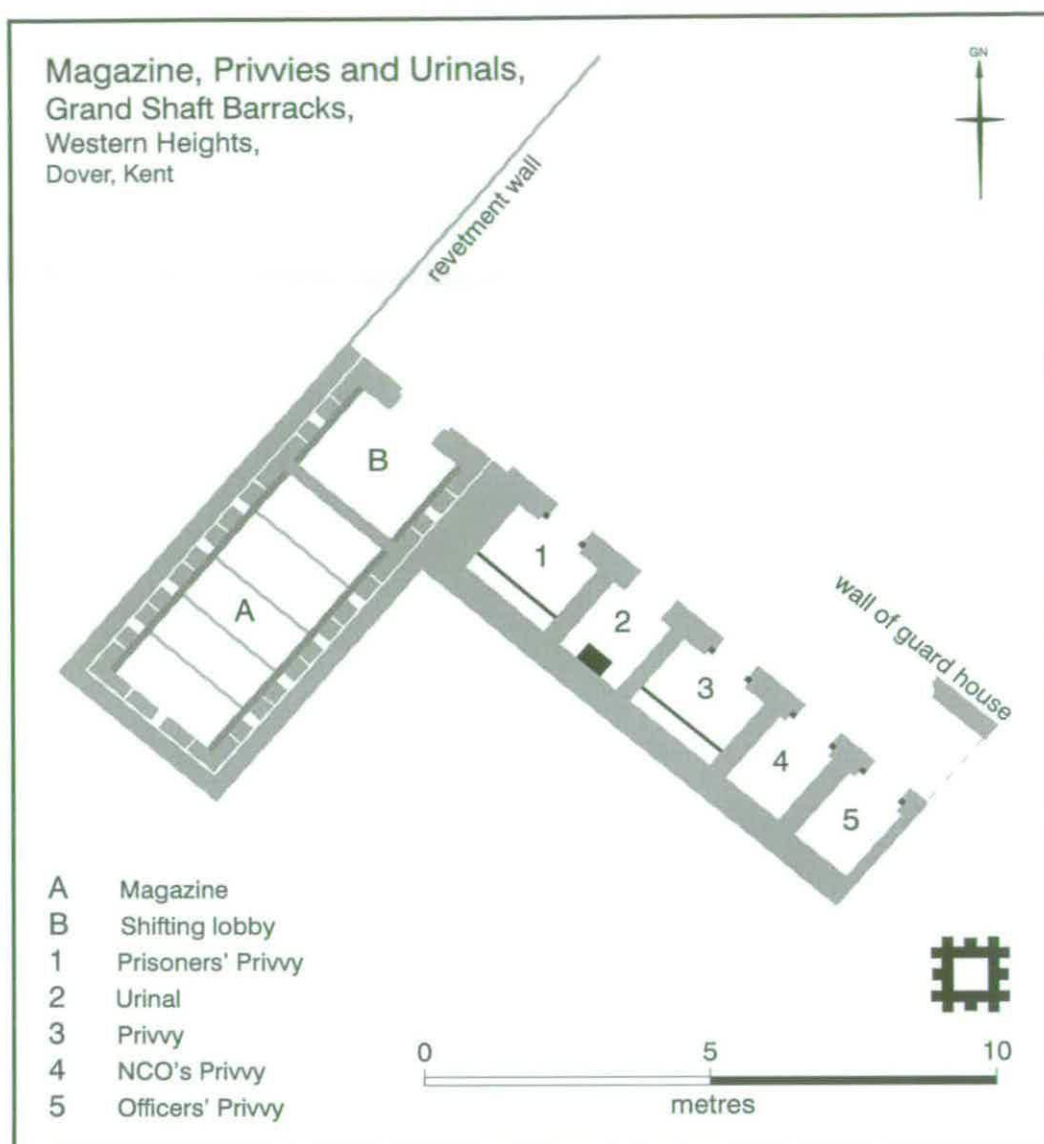 Magazine, Privvies and Urinals,
Grand Shaft Barracks,
Western Heights,
Dover, Kent
GN
revetment wall
B
A
1
2
3
4
5
wall of guard house
A Magazine
B Shifting lobby
1 Prisoners' Privvy
2 Urinal
3 Privvy
4 NCO's Privvy
5 Officers' Privvy
0 5 10
metres